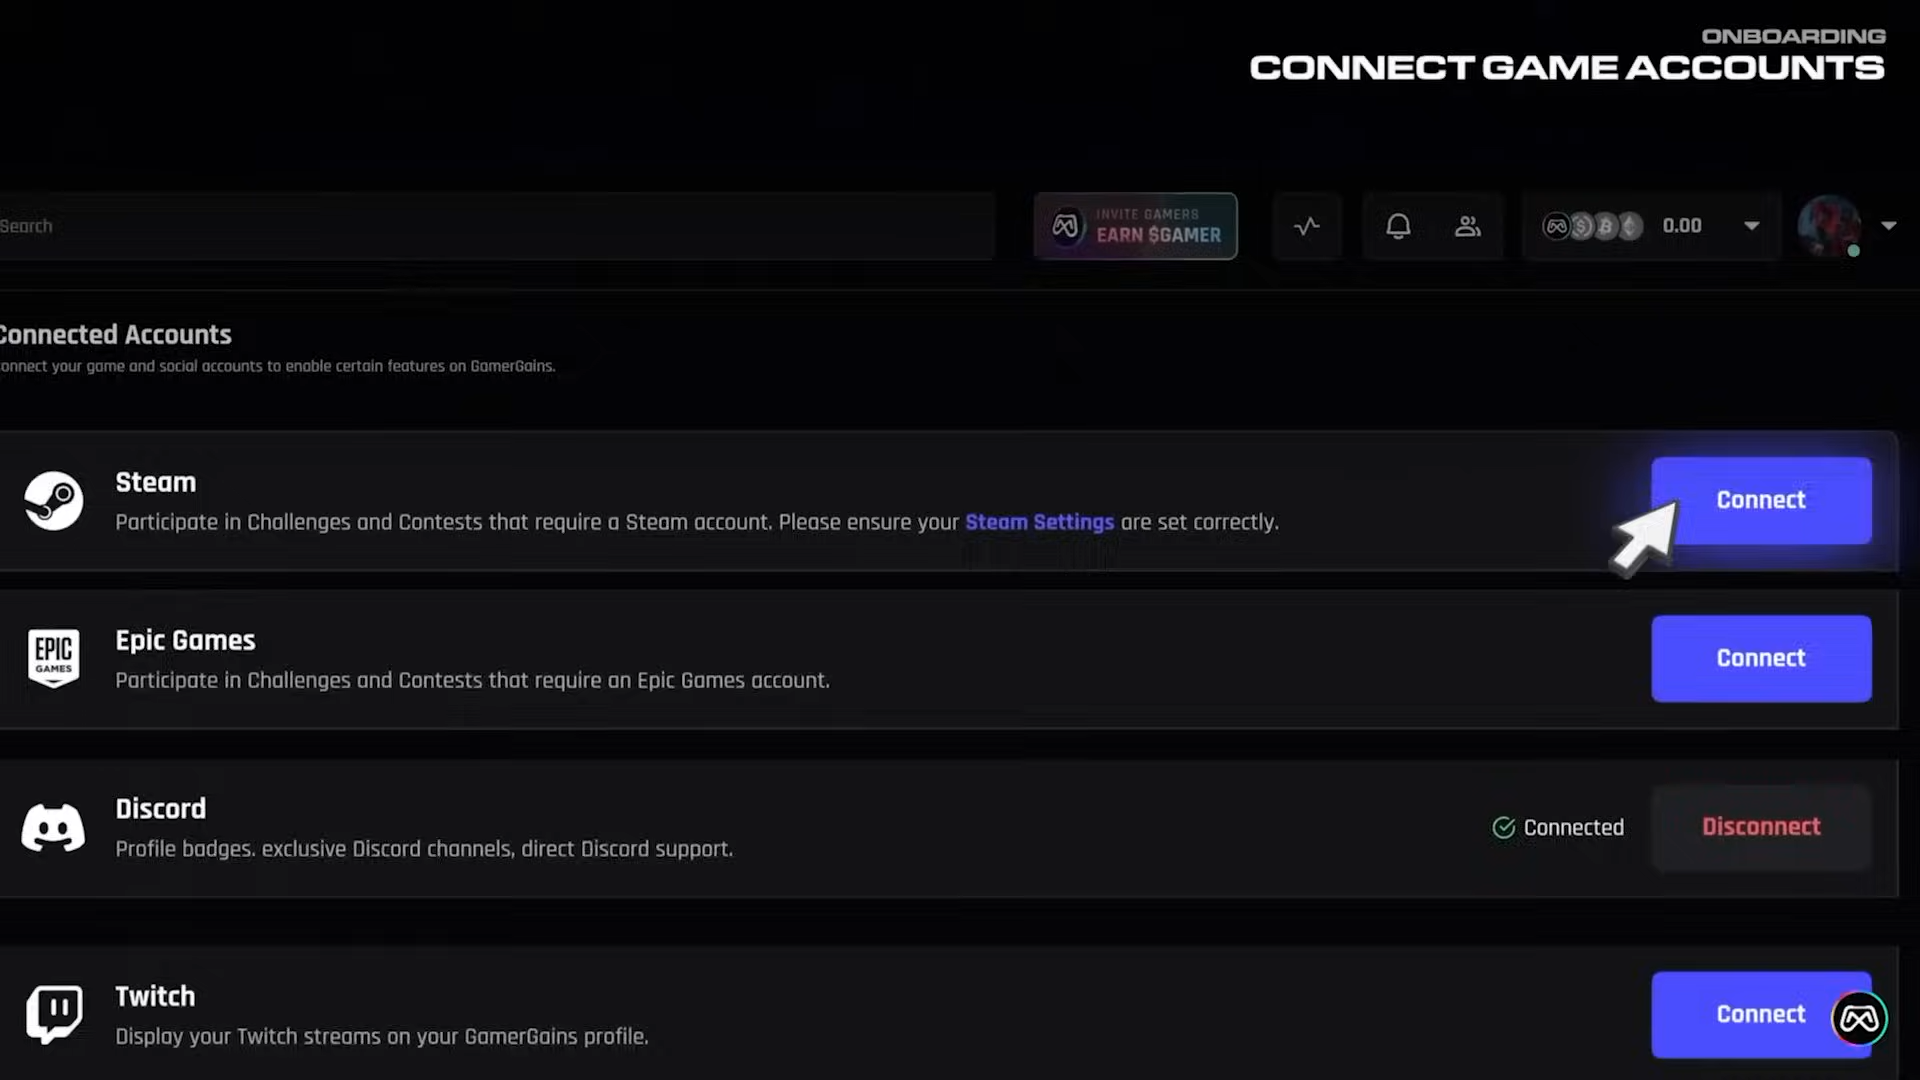 ONBOARDING
CONNECT GAME ACCOUNTS
Search
INVITE GAMERS
EARN $GAMER
0.00
Connected Accounts
onnect your game and social accounts to enable certain features on GamerGains.
Steam
Participate in Challenges and Contests that require a Steam account. Please ensure your Steam Settings are set correctly.
Connect
EPIC
GAMES
Epic Games
Participate in Challenges and Contests that require an Epic Games account.
Connect
Discord
Profile badges. exclusive Discord channels, direct Discord support.
Connected
Disconnect
Twitch
Display your Twitch streams on your GamerGains profile.
Connect